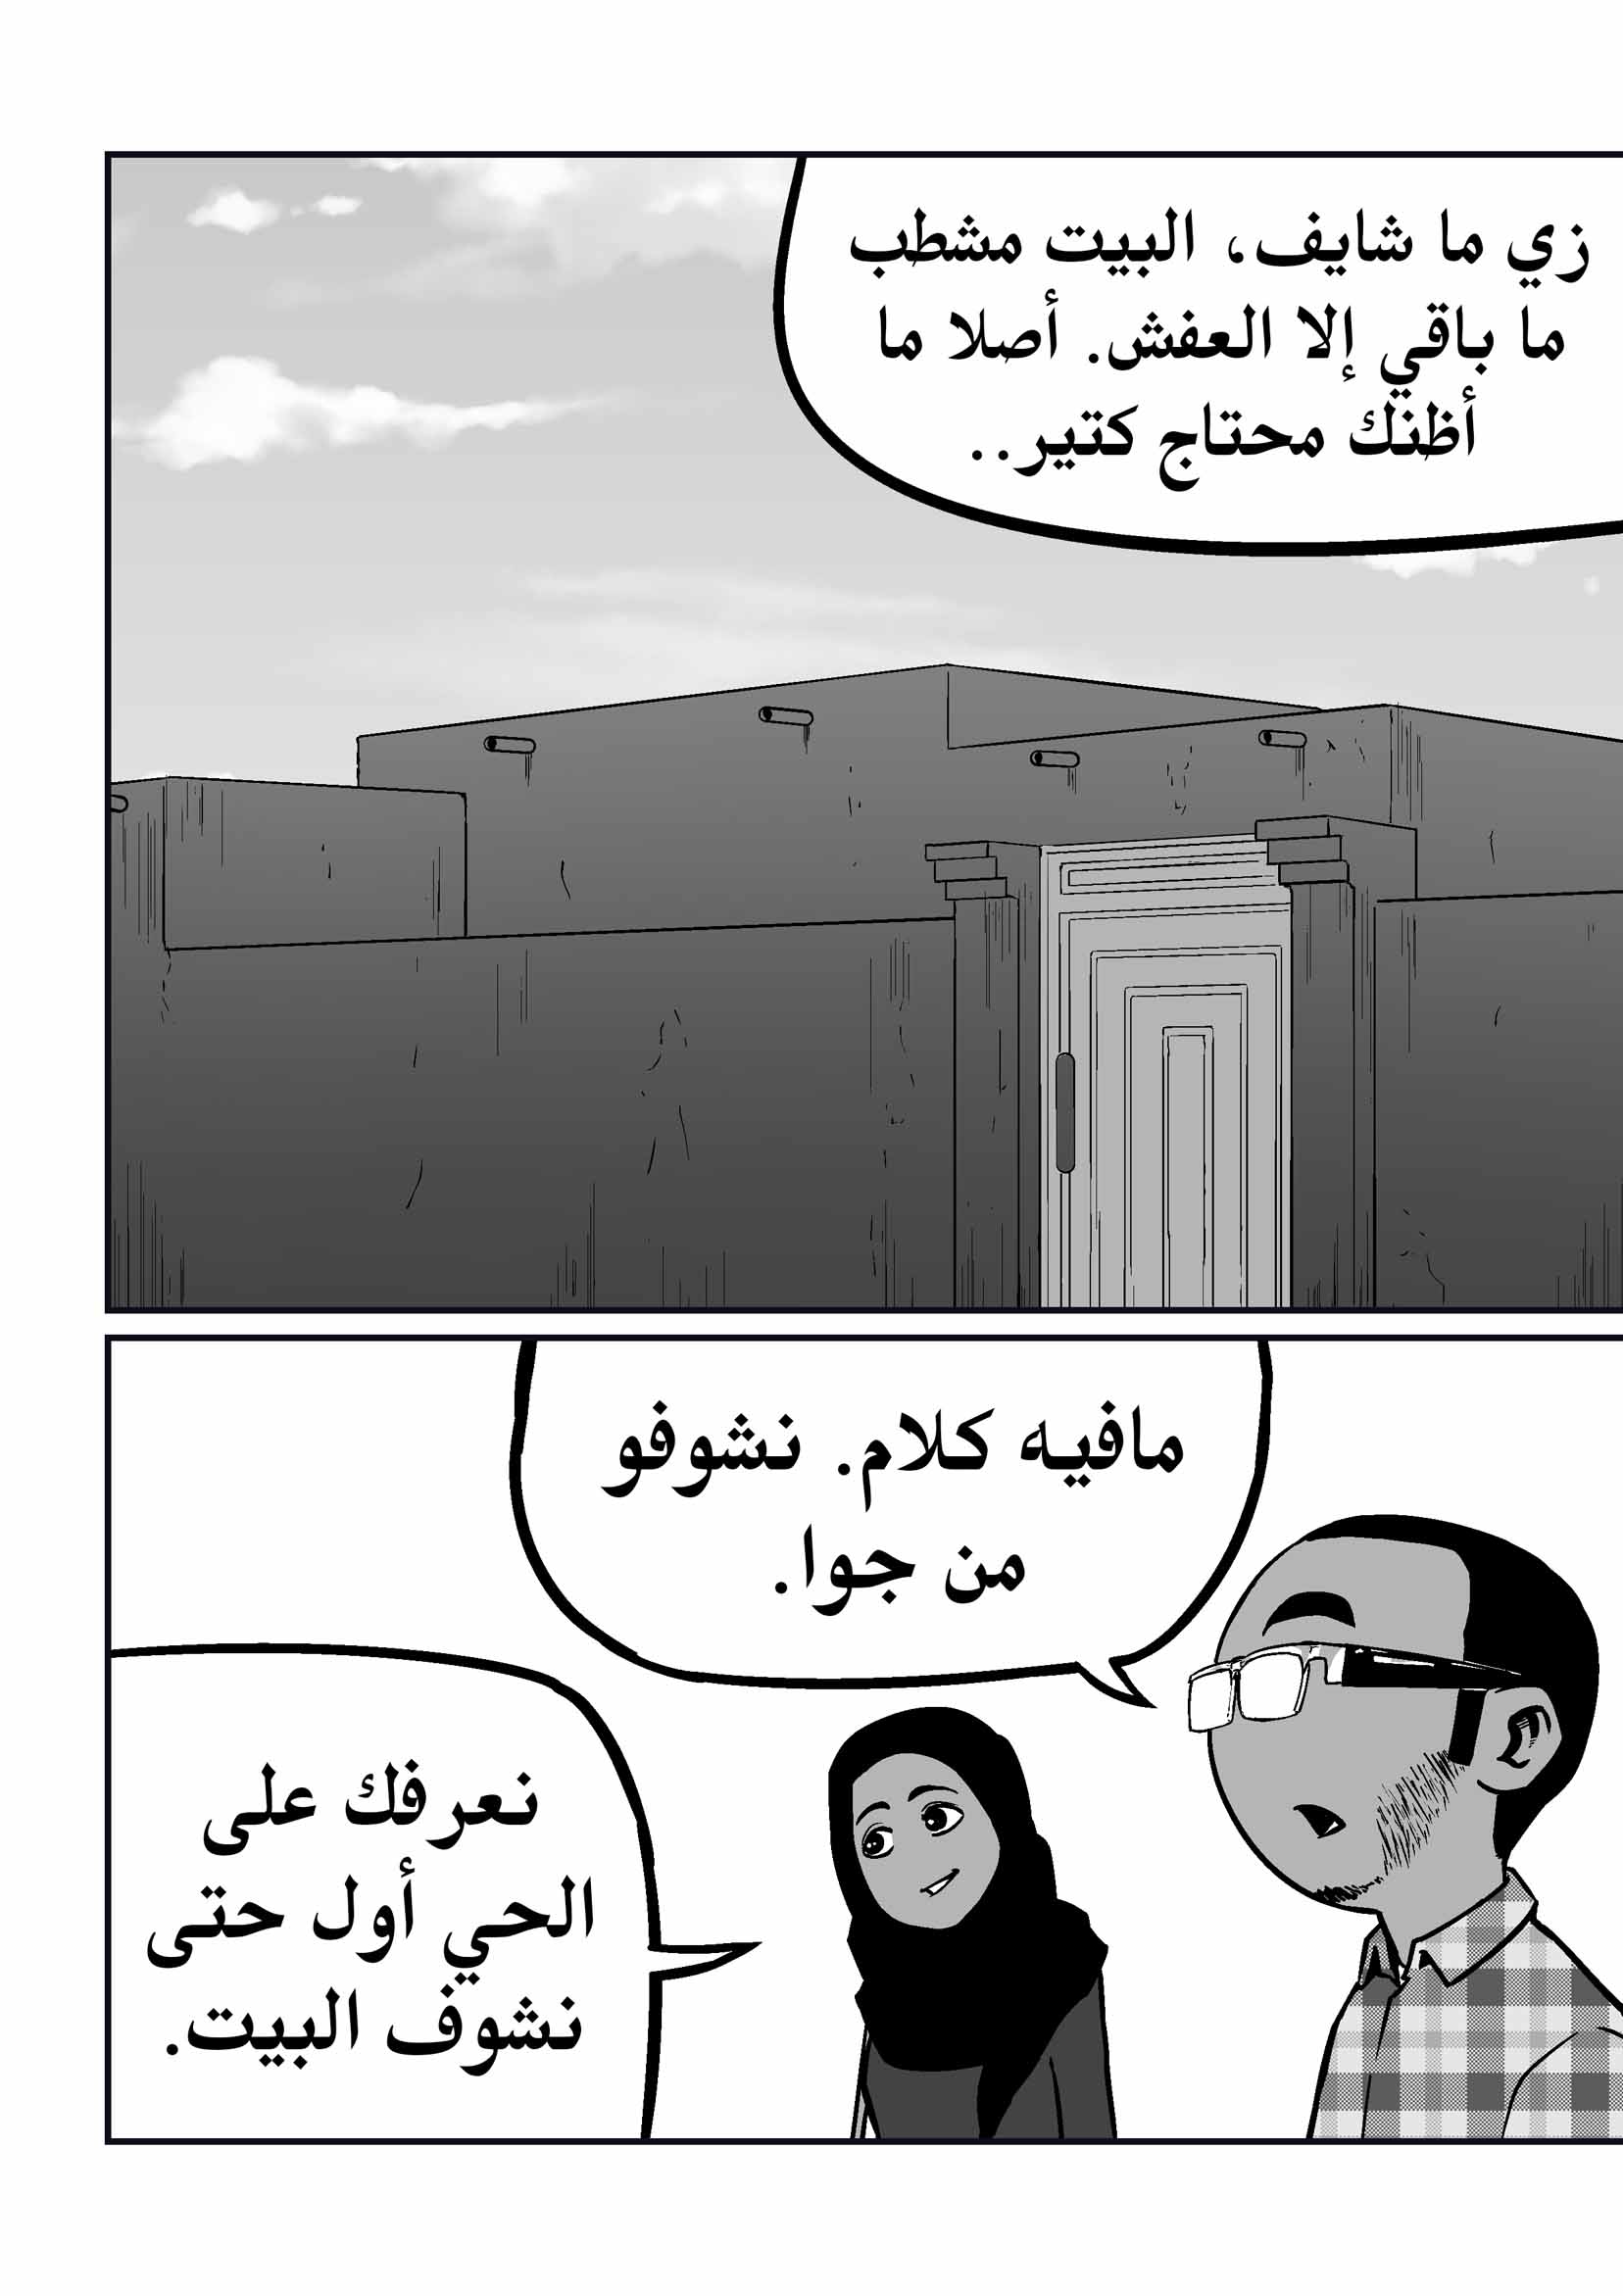 زي ما شايف، البيت مشطب
ما باقي إلا العفش. أصلا ما
أظنك محتاج كتير..
مافيه كلام. نشوفو
من جوا.
نعرفك على
الحي أول حتى
نشوف البيت.